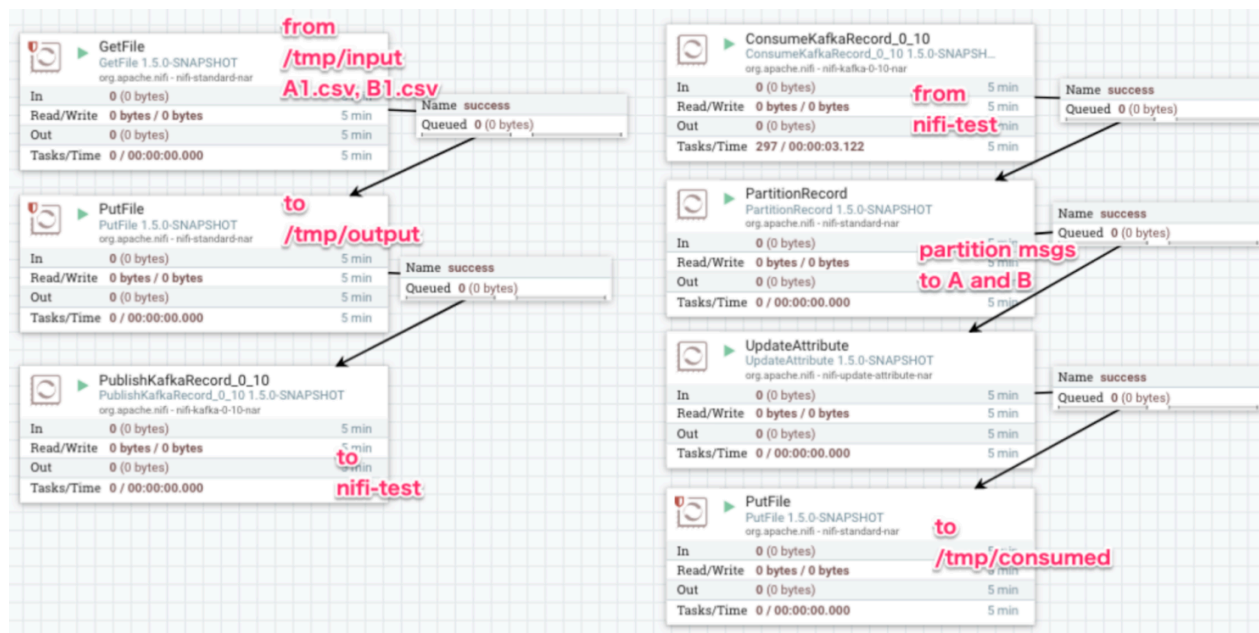 from
/tmp/input
A1.csv, B1.csv
GetFile
GetFile 1.5.0-SNAPSHOT
org.apache.nifi - nifi-standard-nar
In 0 (0 bytes)
Read/Write 0 bytes / 0 bytes 5 min
Out 0 (0 bytes) 5 min
Tasks/Time 0 / 00:00:00.000 5 min
Name success
Queued 0 (0 bytes)
to
/tmp/output
PutFile
PutFile 1.5.0-SNAPSHOT
org.apache.nifi - nifi-standard-nar
In 0 (0 bytes) 5 min
Read/Write 0 bytes / 0 bytes 5 min
Out 0 (0 bytes) 5 min
Tasks/Time 0 / 00:00:00.000 5 min
Name success
Queued 0 (0 bytes)
PublishKafkaRecord_0_10
PublishKafkaRecord_0_10 1.5.0-SNAPSHOT
org.apache.nifi - nifi-kafka-0-10-nar
In 0 (0 bytes) 5 min
Read/Write 0 bytes / 0 bytes 5 min
Out 0 (0 bytes) 5 min
Tasks/Time 0 / 00:00:00.000
to
nifi-test
ConsumeKafkaRecord_0_10
ConsumeKafkaRecord_0_10 1.5.0-SNAPSH...
org.apache.nifi - nifi-kafka-0-10-nar
In 0 (0 bytes) 5 min
Read/Write 0 bytes / 0 bytes 5 min
Out 0 (0 bytes) min
Tasks/Time 297 / 00:00:03.122 5 min
from
nifi-test
Name success
Queued 0 (0 bytes)
PartitionRecord
PartitionRecord 1.5.0-SNAPSHOT
org.apache.nifi - nifi-standard-nar
In 0 (0 bytes) 5 min
Read/Write 0 bytes / 0 bytes
Out 0 (0 bytes)
Tasks/Time 0 / 00:00:00.000 5 min
partition msgs
to A and B
Name success
Queued 0 (0 bytes)
UpdateAttribute
UpdateAttribute 1.5.0-SNAPSHOT
org.apache.nifi - nifi-update-attribute-nar
In 0 (0 bytes) 5 min
Read/Write 0 bytes / 0 bytes 5 min
Out 0 (0 bytes) 5 min
Tasks/Time 0 / 00:00:00.000 5 min
Name success
Queued 0 (0 bytes)
PutFile
PutFile 1.5.0-SNAPSHOT
org.apache.nifi - nifi-standard-nar
In 0 (0 bytes) 5 min
Read/Write 0 bytes / 0 bytes 5 min
Out 0 (0 bytes) 5 min
Tasks/Time 0 / 00:00:00.000 5 min
to
/tmp/consumed